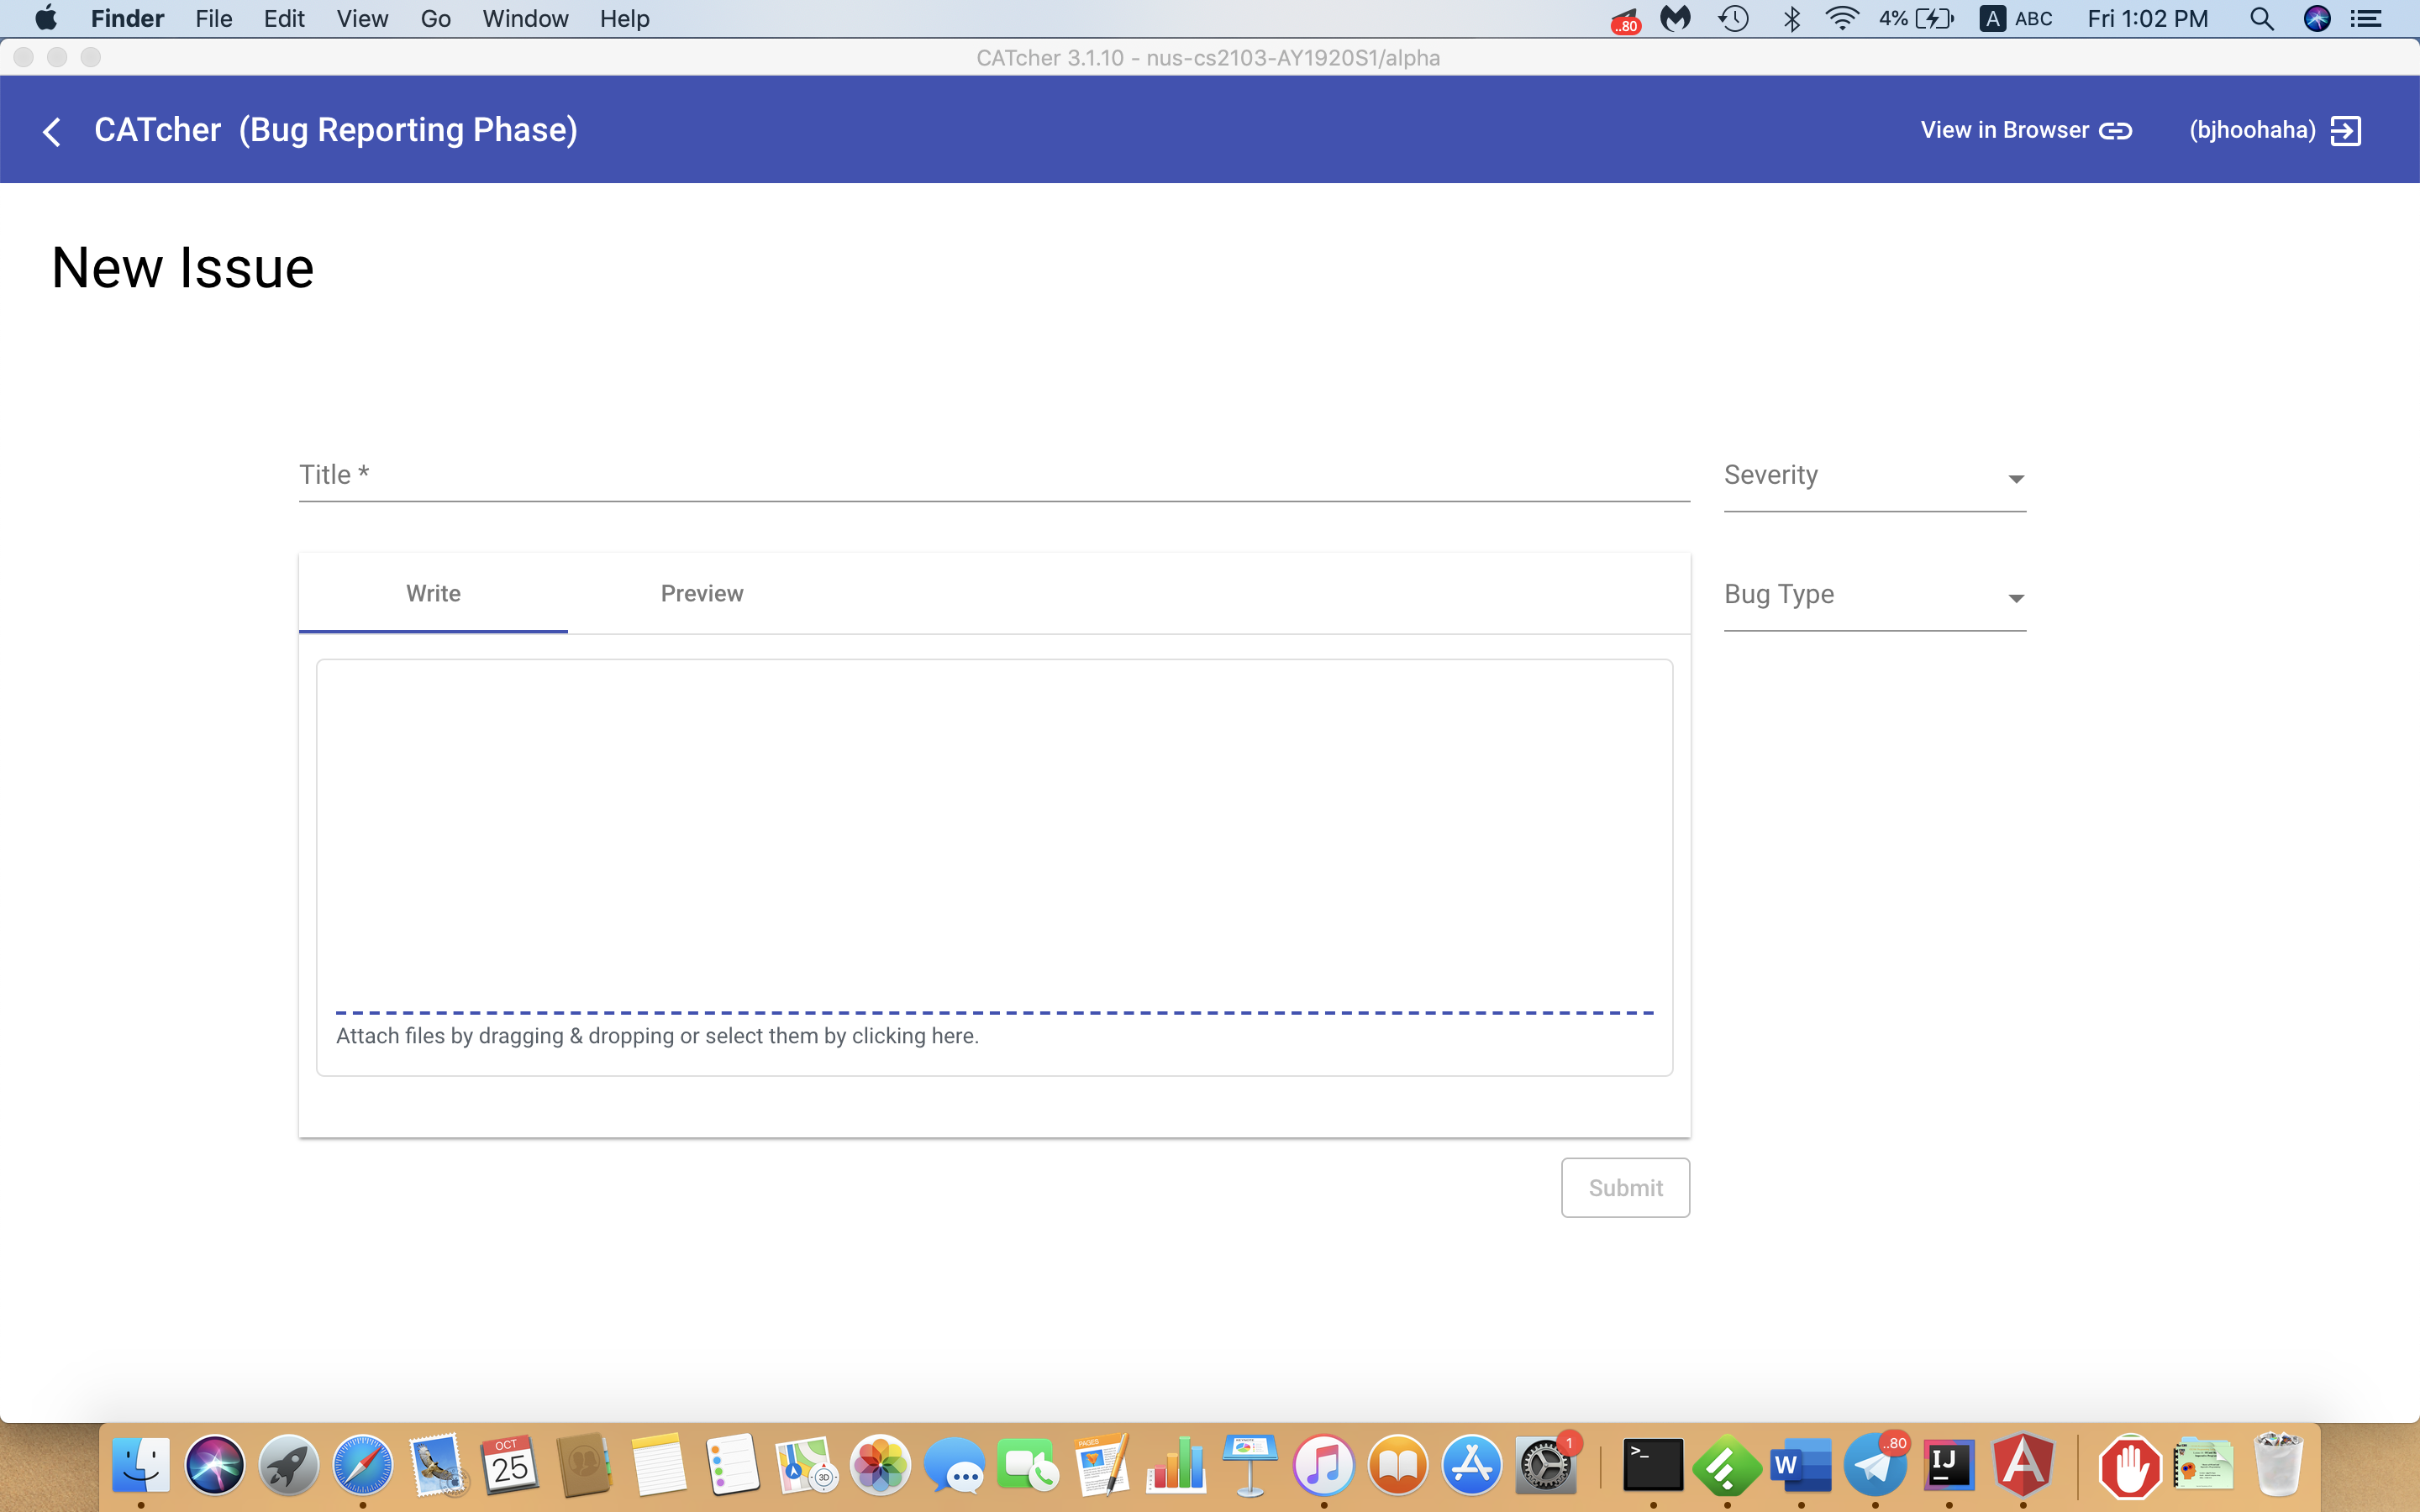 Finder File Edit View Go Window Help ..80 4% A ABC Fri 1:02 PM
CATcher 3.1.10 - nus-cs2103-AY1920S1/alpha
CATcher (Bug Reporting Phase) View in Browser (bjhoohaha)
New Issue
Title * Severity
Write Preview Bug Type
Attach files by dragging & dropping or select them by clicking here.
Submit
OCT
25
PAGES
3D
1
>_
W
..80
IJ
A